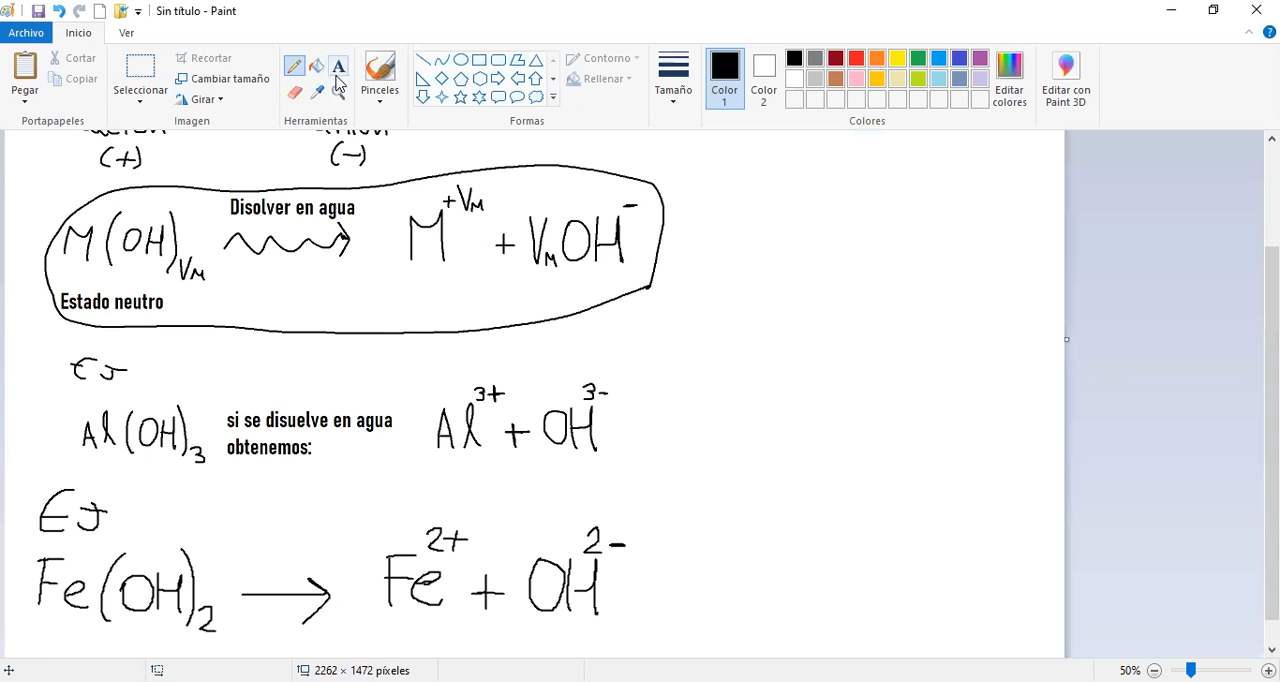 Sin título - Paint
Archivo Inicio Ver
Pegar
Cortar
Copiar
Portapapeles
Seleccionar
Recortar
Cambiar tamaño
Girar
Imagen
A
Herramientas
Pinceles
Contorno
Rellenar
Formas
Tamaño
Color 1
Color 2
Editar colores
Colores
Editar con Paint 3D
(+) (-)
M(OH)VM Disolver en agua M+VM + VMOH-
Estado neutro
EJ
Al(OH)3 si se disuelve en agua obtenemos: Al3+ + OH3-
EJ
Fe(OH)2 → Fe2+ + OH2-
2262 × 1472 píxeles 50%